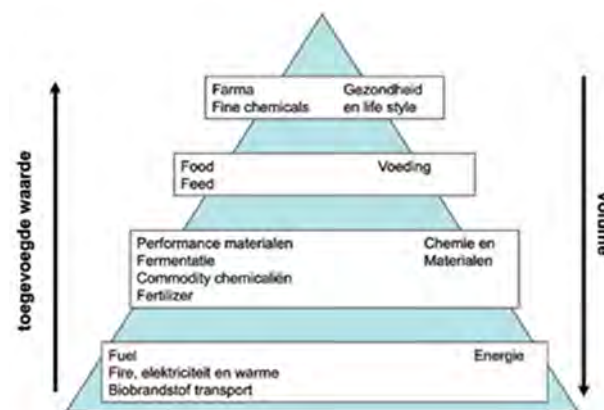 toegevoegde waarde
Farma
Fine chemicals
Gezondheid
en life style
Food
Feed
Voeding
Performance materialen
Fermentatie
Commodity chemicaliën
Fertilizer
Chemie en
Materialen
Fuel
Fire, elektriciteit en warmte
Biobrandstof transport
Energie
volume